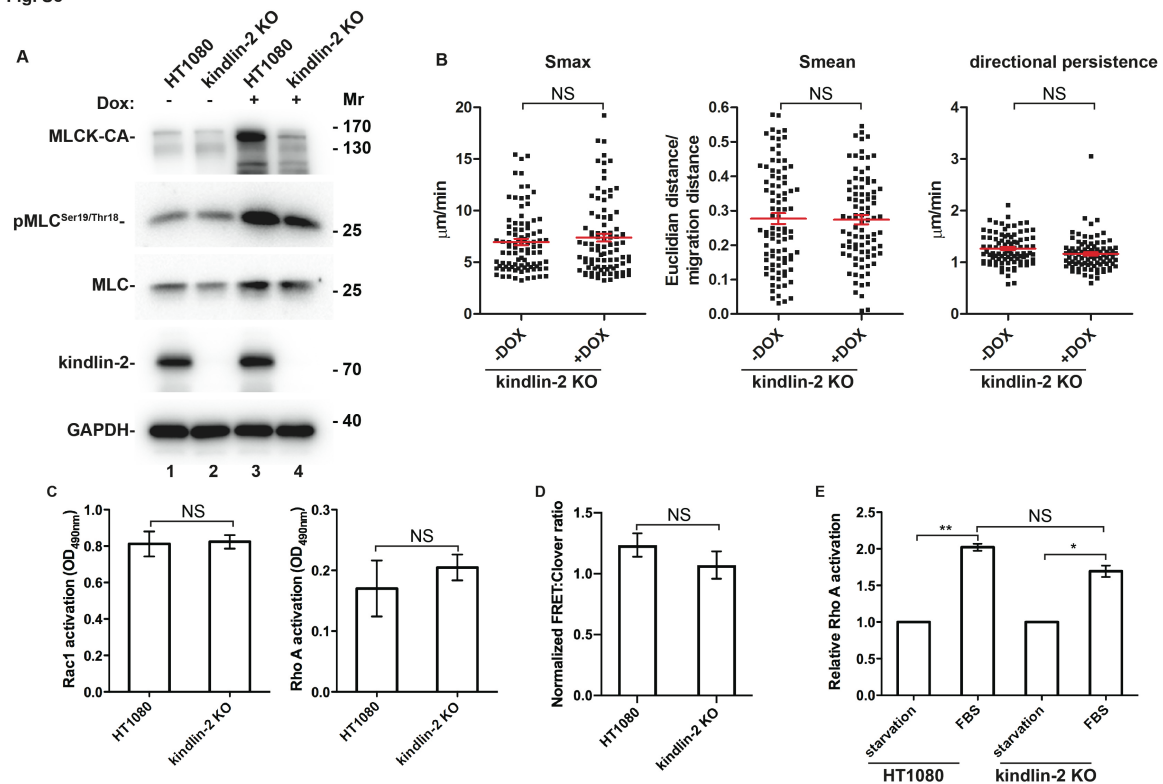 A
HT1080
kindlin-2 KO
HT1080
kindlin-2 KO
Dox: - - + + Mr
MLCK-CA-
- 170
- 130
pMLCSer19/Thr18-
- 25
MLC-
- 25
kindlin-2-
- 70
GAPDH-
- 40
1 2 3 4
B
Smax
NS
20
15
10
5
0
μm/min
-DOX
+DOX
kindlin-2 KO
Smean
NS
0.6
0.5
0.4
0.3
0.2
0.1
0.0
Eucidian distance/
migration distance
-DOX
+DOX
kindlin-2 KO
directional persistence
NS
4
3
2
1
0
μm/min
-DOX
+DOX
kindlin-2 KO
C
NS
1.0
0.8
0.6
0.4
0.2
0.0
Rac1 activation (OD490nm)
HT1080
kindlin-2 KO
NS
0.3
0.2
0.1
0.0
Rho A activation (OD490nm)
HT1080
kindlin-2 KO
D
NS
1.5
1.0
0.5
0.0
Normalized FRET:Clover ratio
HT1080
kindlin-2 KO
E
NS
**
*
2.5
2.0
1.5
1.0
0.5
0.0
Relative Rho A activation
starvation
FBS
starvation
FBS
HT1080
kindlin-2 KO